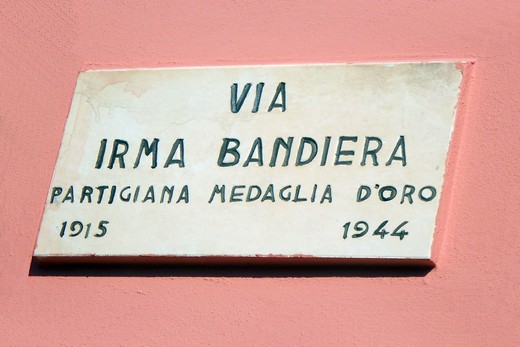 VIA
IRMA BANDIERA
PARTIGIANA MEDAGLIA D'ORO
1915 1944